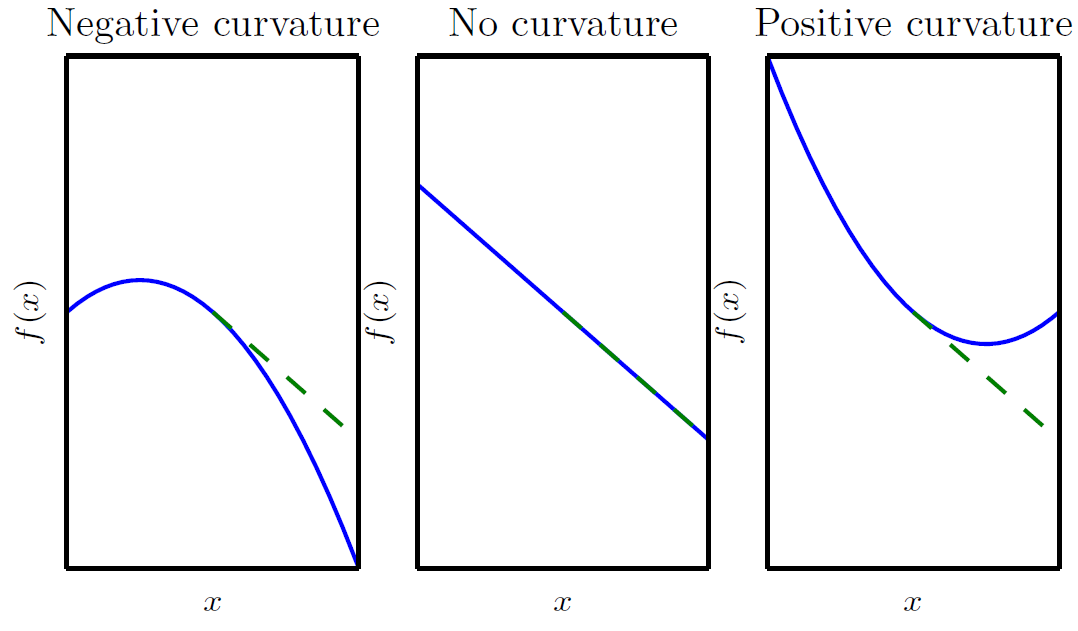 Negative curvature
No curvature
Positive curvature
f(x)
f(x)
f(x)
x
x
x